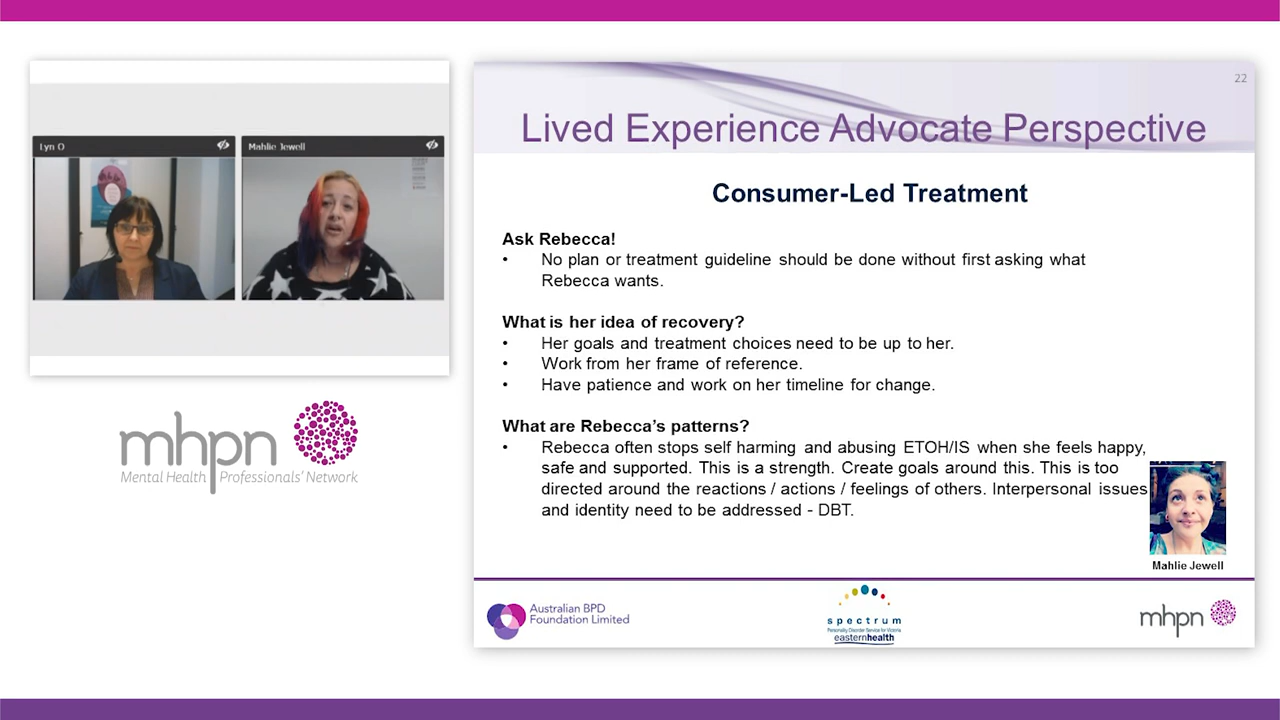 Lyn O
Mahlie Jewell
mhpn
Mental Health Professionals' Network
22
Lived Experience Advocate Perspective
Consumer-Led Treatment
Ask Rebecca!
• No plan or treatment guideline should be done without first asking what
Rebecca wants.
What is her idea of recovery?
• Her goals and treatment choices need to be up to her.
• Work from her frame of reference.
• Have patience and work on her timeline for change.
What are Rebecca's patterns?
• Rebecca often stops self harming and abusing ETOH/IS when she feels happy,
safe and supported. This is a strength. Create goals around this. This is too
directed around the reactions / actions / feelings of others. Interpersonal issues
and identity need to be addressed - DBT.
Mahlie Jewell
Australian BPD
Foundation Limited
spectrum
Personality Disorder Service for Victoria
easternhealth
mhpn